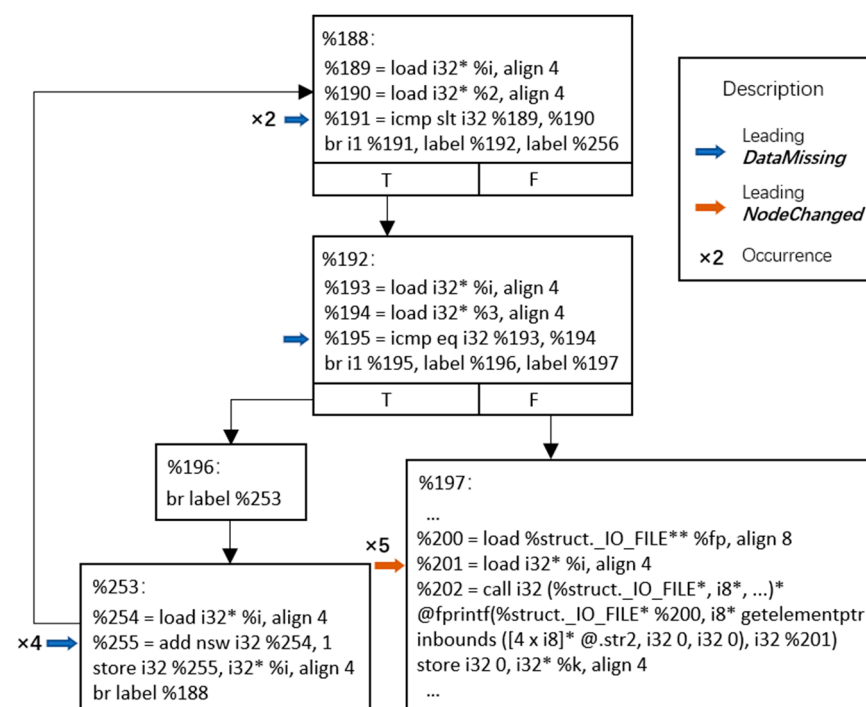 %188:
%189 = load i32* %i, align 4
%190 = load i32* %2, align 4
×2
%191 = icmp slt i32 %189, %190
br i1 %191, label %192, label %256
T
F
Description
Leading
DataMissing
Leading
NodeChanged
×2 Occurrence
%192:
%193 = load i32* %i, align 4
%194 = load i32* %3, align 4
%195 = icmp eq i32 %193, %194
br i1 %195, label %196, label %197
T
F
%196:
br label %253
%197:
...
×5
%200 = load %struct._IO_FILE** %fp, align 8
%201 = load i32* %i, align 4
%202 = call i32 (%struct._IO_FILE*, i8*, ...)*
@fprintf(%struct._IO_FILE* %200, i8* getelementptr
inbounds ([4 x i8]* @.str2, i32 0, i32 0), i32 %201)
store i32 0, i32* %k, align 4
...
%253:
%254 = load i32* %i, align 4
×4
%255 = add nsw i32 %254, 1
store i32 %255, i32* %i, align 4
br label %188